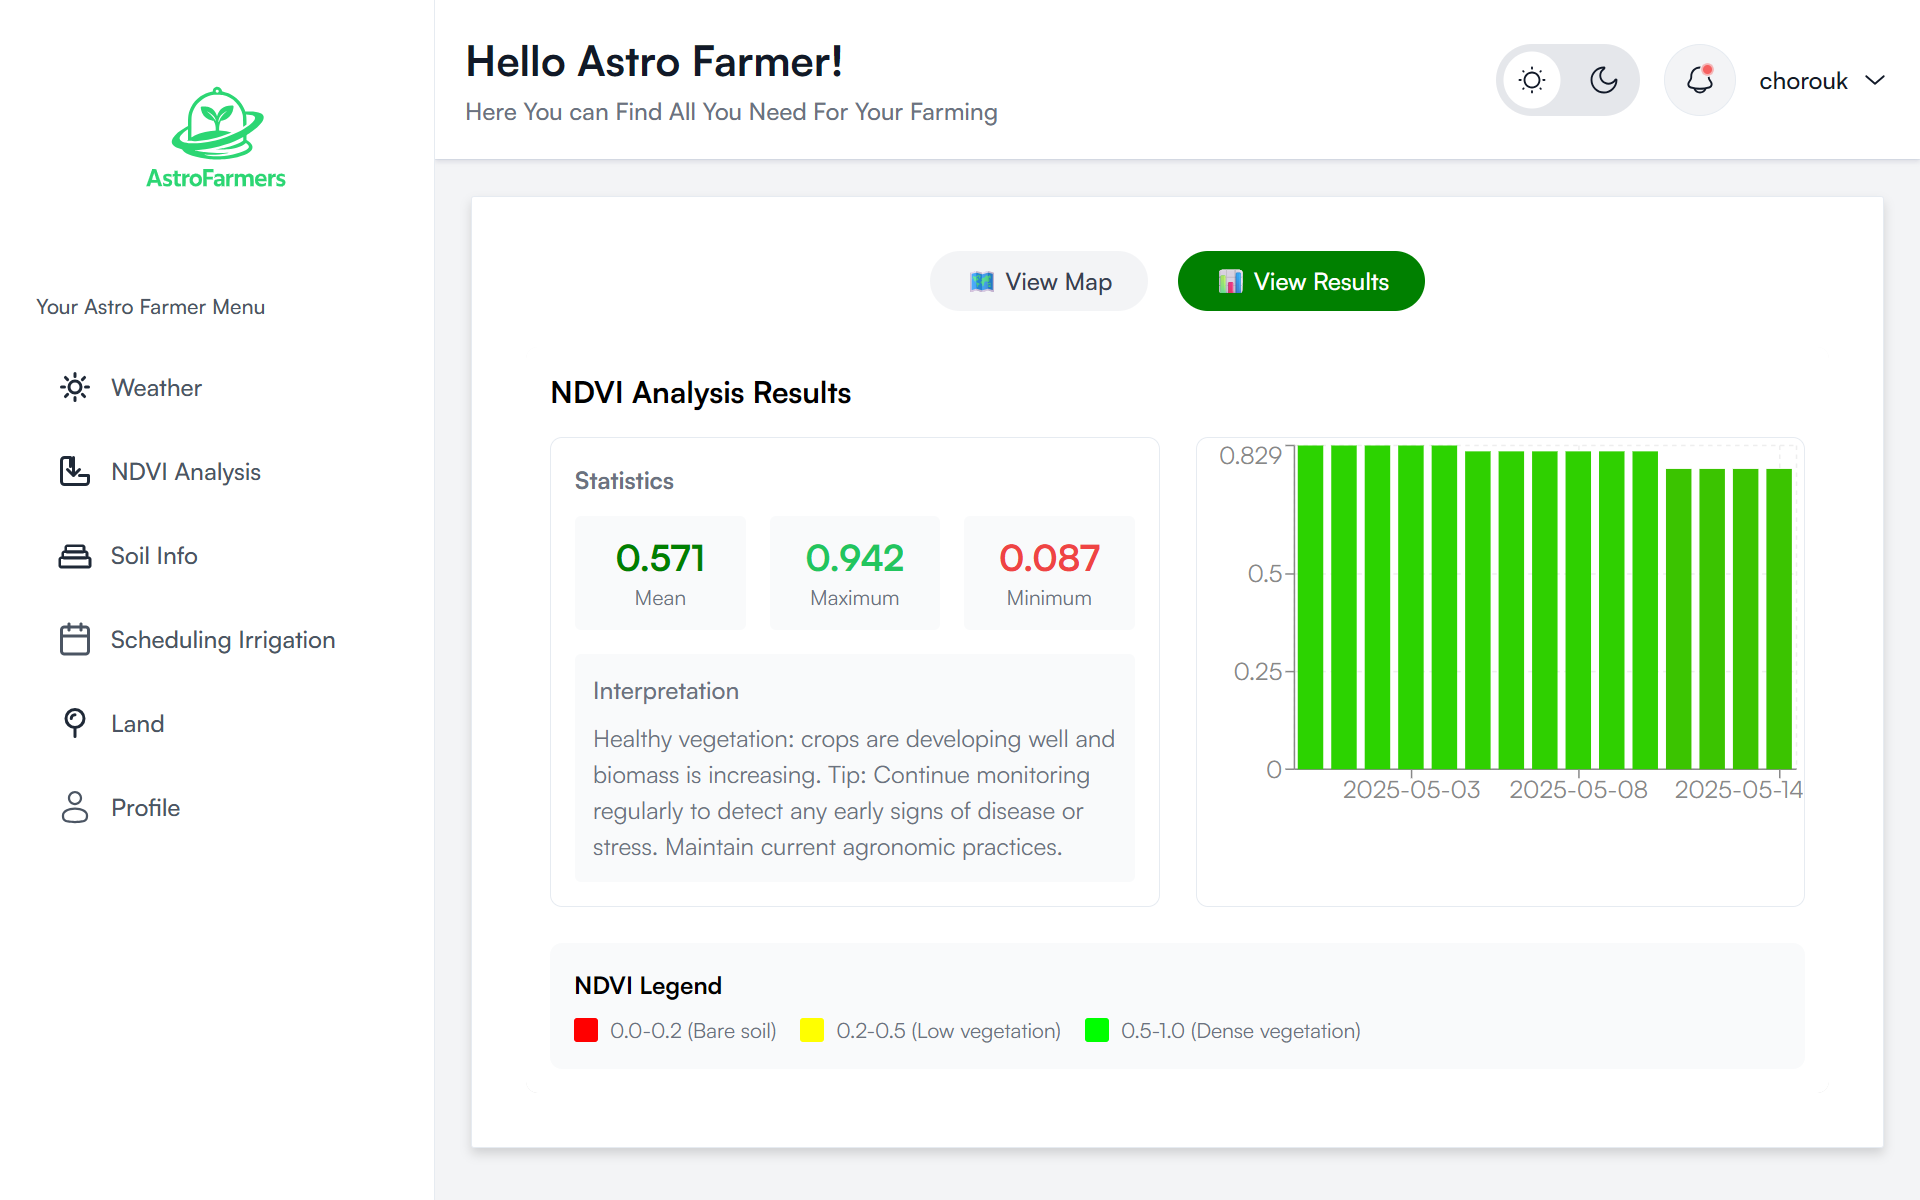 AstroFarmers
Your Astro Farmer Menu
Weather
NDVI Analysis
Soil Info
Scheduling Irrigation
Land
Profile
Hello Astro Farmer!
Here You can Find All You Need For Your Farming
chorouk
View Map
View Results
NDVI Analysis Results
Statistics
0.571
Mean
0.942
Maximum
0.087
Minimum
Interpretation
Healthy vegetation: crops are developing well and
biomass is increasing. Tip: Continue monitoring
regularly to detect any early signs of disease or
stress. Maintain current agronomic practices.
0.829
0.5
0.25
0
2025-05-03 2025-05-08 2025-05-14
NDVI Legend
0.0-0.2 (Bare soil) 0.2-0.5 (Low vegetation) 0.5-1.0 (Dense vegetation)